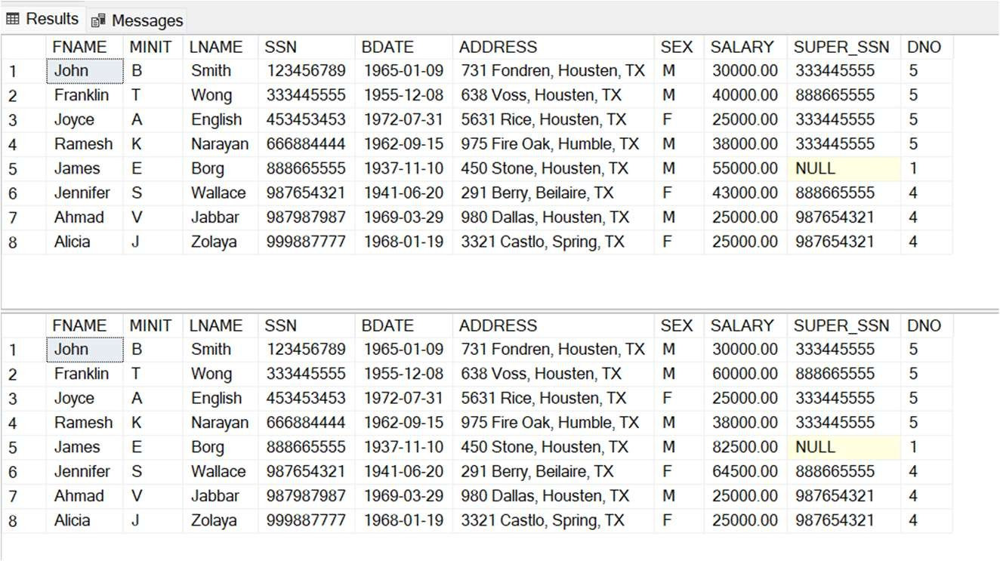 Results Messages
FNAME MINIT LNAME SSN BDATE ADDRESS SEX SALARY SUPER_SSN DNO
1 John B Smith 123456789 1965-01-09 731 Fondren, Housten, TX M 30000.00 333445555 5
2 Franklin T Wong 333445555 1955-12-08 638 Voss, Housten, TX M 40000.00 888665555 5
3 Joyce A English 453453453 1972-07-31 5631 Rice, Housten, TX F 25000.00 333445555 5
4 Ramesh K Narayan 666884444 1962-09-15 975 Fire Oak, Humble, TX M 38000.00 333445555 5
5 James E Borg 888665555 1937-11-10 450 Stone, Housten, TX M 55000.00 NULL 1
6 Jennifer S Wallace 987654321 1941-06-20 291 Berry, Beilaire, TX F 43000.00 888665555 4
7 Ahmad V Jabbar 987987987 1969-03-29 980 Dallas, Housten, TX M 25000.00 987654321 4
8 Alicia J Zolaya 999887777 1968-01-19 3321 Castlo, Spring, TX F 25000.00 987654321 4
FNAME MINIT LNAME SSN BDATE ADDRESS SEX SALARY SUPER_SSN DNO
1 John B Smith 123456789 1965-01-09 731 Fondren, Housten, TX M 30000.00 333445555 5
2 Franklin T Wong 333445555 1955-12-08 638 Voss, Housten, TX M 60000.00 888665555 5
3 Joyce A English 453453453 1972-07-31 5631 Rice, Housten, TX F 25000.00 333445555 5
4 Ramesh K Narayan 666884444 1962-09-15 975 Fire Oak, Humble, TX M 38000.00 333445555 5
5 James E Borg 888665555 1937-11-10 450 Stone, Housten, TX M 82500.00 NULL 1
6 Jennifer S Wallace 987654321 1941-06-20 291 Berry, Beilaire, TX F 64500.00 888665555 4
7 Ahmad V Jabbar 987987987 1969-03-29 980 Dallas, Housten, TX M 25000.00 987654321 4
8 Alicia J Zolaya 999887777 1968-01-19 3321 Castlo, Spring, TX F 25000.00 987654321 4